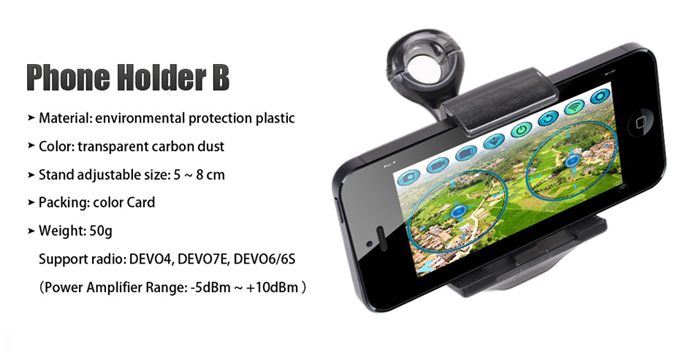 Phone Holder B
➤ Material: environmental protection plastic
➤ Color: transparent carbon dust
➤ Stand adjustable size: 5 ~ 8 cm
➤ Packing: color Card
➤ Weight: 50g
Support radio: DEVO4, DEVO7E, DEVO6/6S
(Power Amplifier Range: -5dBm ~ +10dBm )